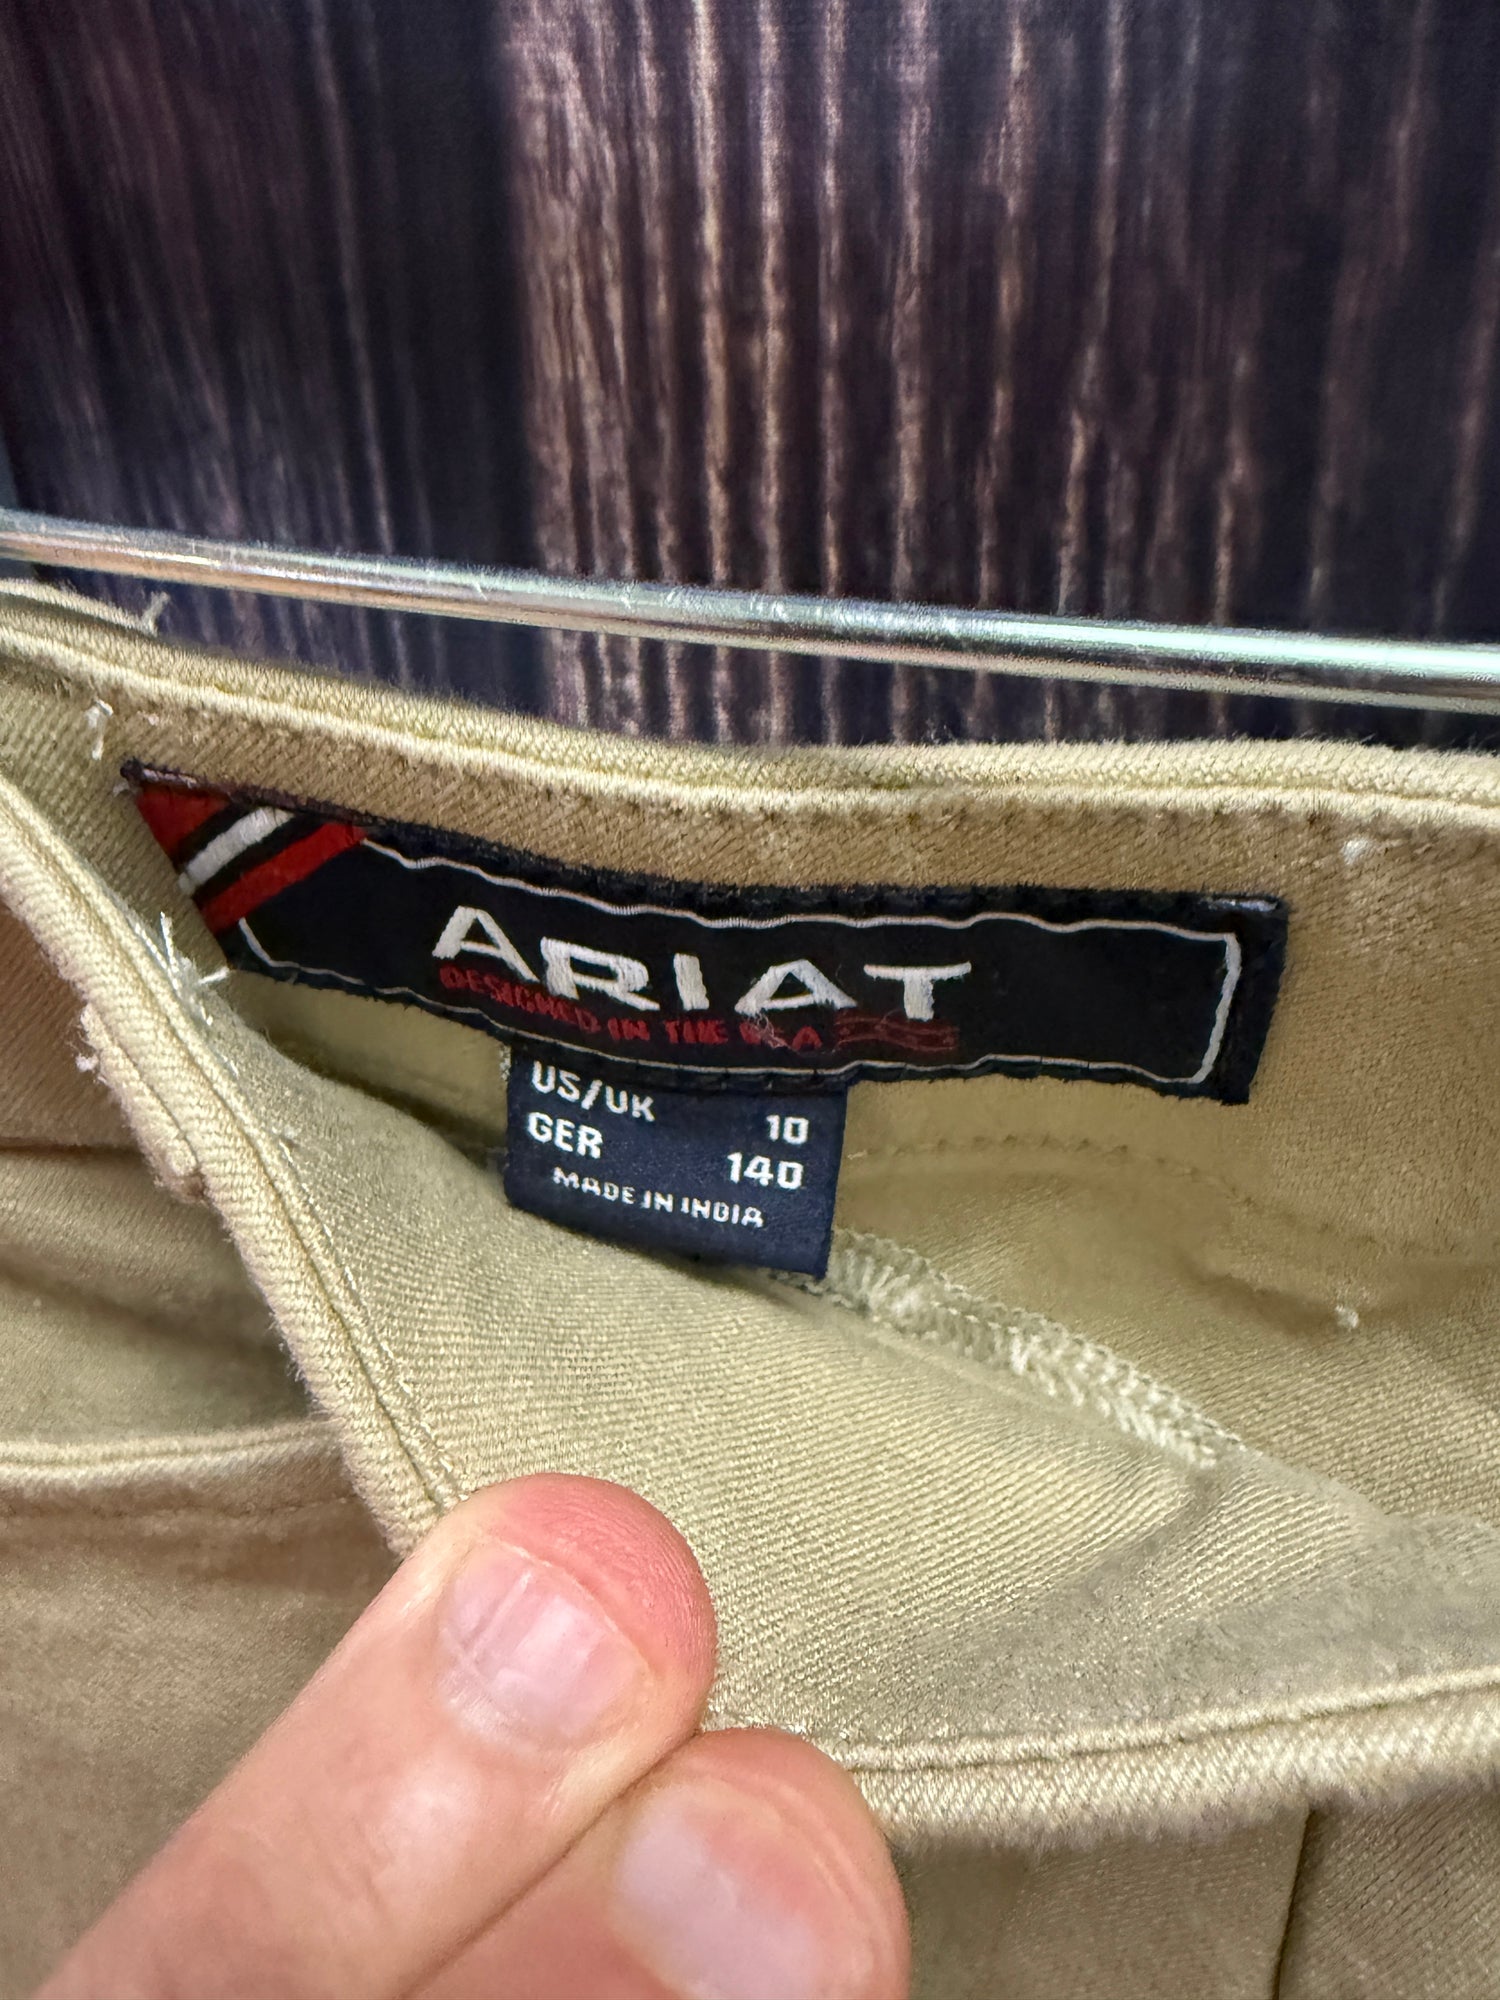 ARIAT
DESIGNED IN THE USA
US/UK 10
GER 140
MADE IN INDIA